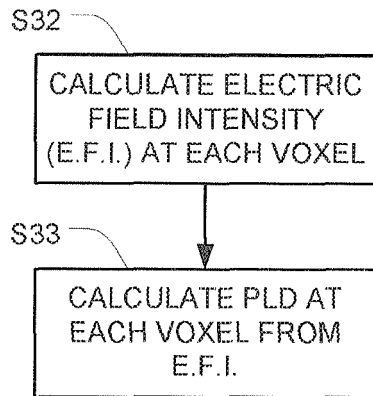 S32
CALCULATE ELECTRIC
FIELD INTENSITY
(E.F.I.) AT EACH VOXEL
S33
CALCULATE PLD AT
EACH VOXEL FROM
E.F.I.